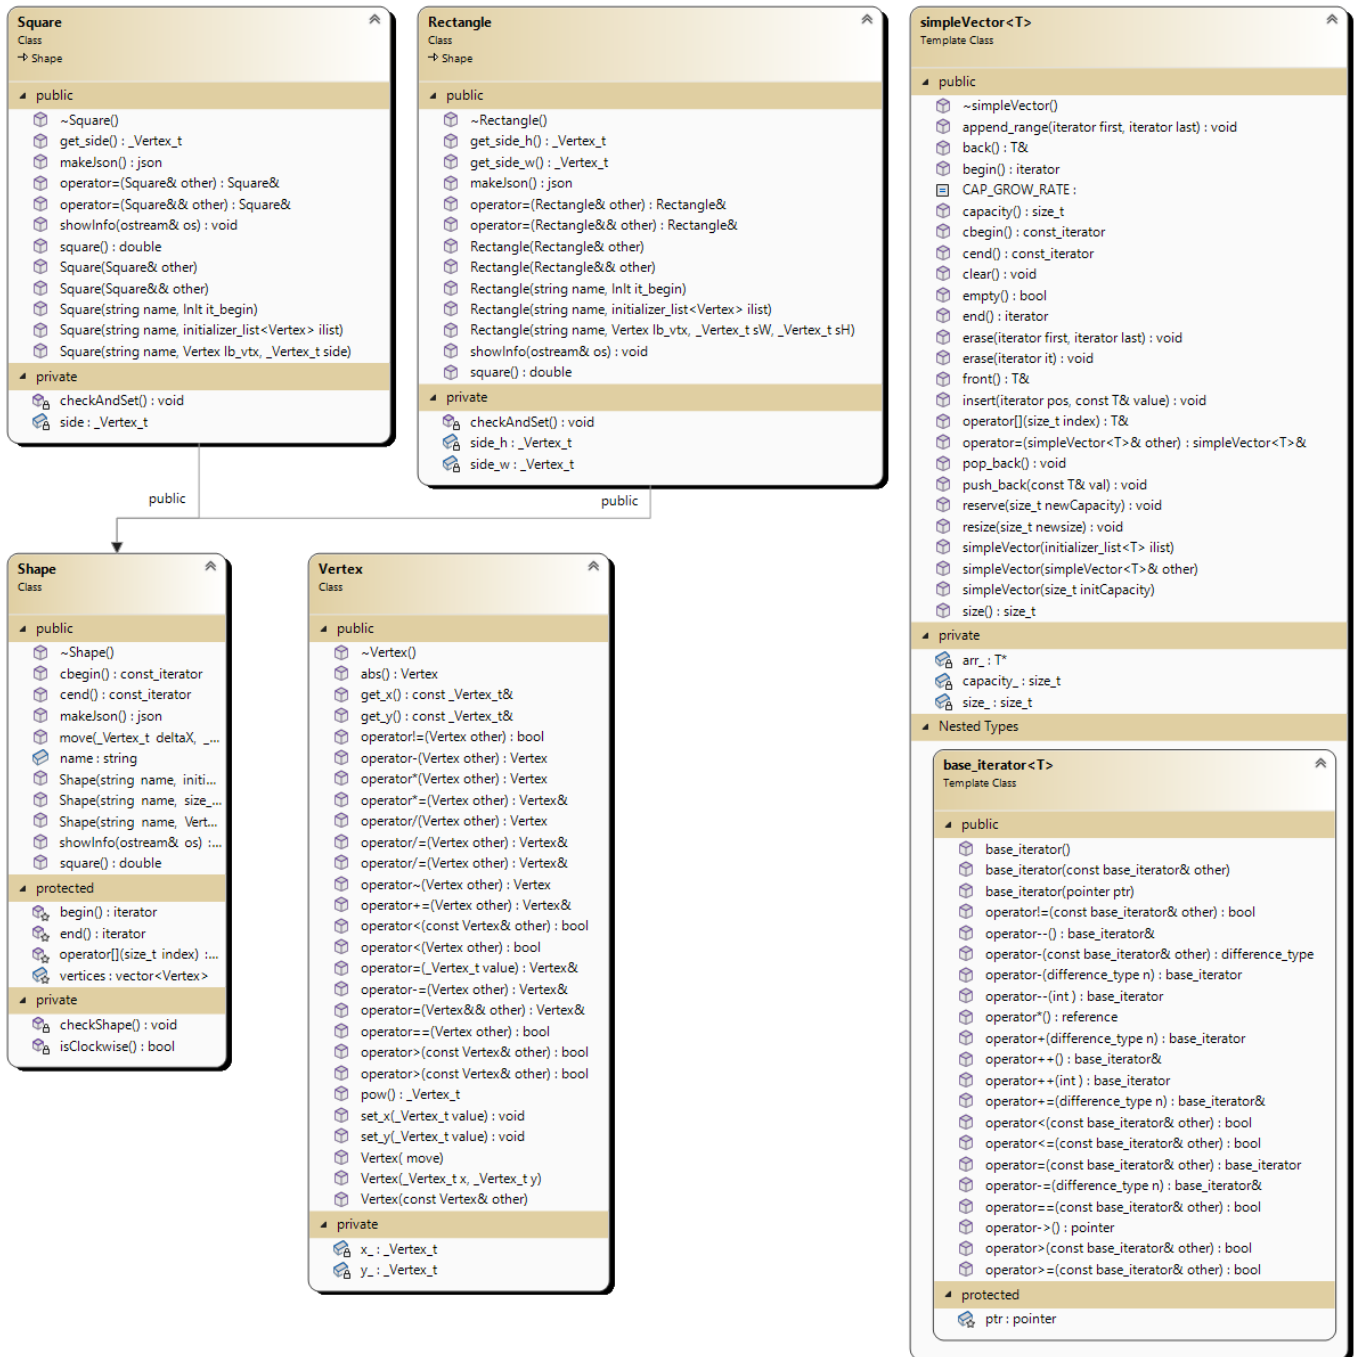 Square
Class
Shape
public
~Square()
get_side() : _Vertex_t
makeJson() : json
operator=(Square& other) : Square&
operator=(Square&& other) : Square&
showInfo(ostream& os) : void
square() : double
Square(Square& other)
Square(Square&& other)
Square(string name, InIt it_begin)
Square(string name, initializer_list<Vertex> ilist)
Square(string name, Vertex lb_vtx, _Vertex_t side)
private
checkAndSet() : void
side : _Vertex_t
public
Rectangle
Class
Shape
public
~Rectangle()
get_side_h() : _Vertex_t
get_side_w() : _Vertex_t
makeJson() : json
operator=(Rectangle& other) : Rectangle&
operator=(Rectangle&& other) : Rectangle&
Rectangle(Rectangle& other)
Rectangle(Rectangle&& other)
Rectangle(string name, InIt it_begin)
Rectangle(string name, initializer_list<Vertex> ilist)
Rectangle(string name, Vertex lb_vtx, _Vertex_t sW, _Vertex_t sH)
showInfo(ostream& os) : void
square() : double
private
checkAndSet() : void
side_h : _Vertex_t
side_w : _Vertex_t
public
Shape
Class
public
~Shape()
cbegin() : const_iterator
cend() : const_iterator
makeJson() : json
move(_Vertex_t deltaX, _...
name : string
Shape(string name, initi...
Shape(string name, size_...
Shape(string name, Vert...
showInfo(ostream& os) :...
square() : double
protected
begin() : iterator
end() : iterator
operator[](size_t index) :...
vertices : vector<Vertex>
private
checkShape() : void
isClockwise() : bool
Vertex
Class
public
~Vertex()
abs() : Vertex
get_x() : const _Vertex_t&
get_y() : const _Vertex_t&
operator!=(Vertex other) : bool
operator-(Vertex other) : Vertex
operator*(Vertex other) : Vertex
operator*=(Vertex other) : Vertex&
operator/(Vertex other) : Vertex
operator/=(Vertex other) : Vertex&
operator/=(Vertex other) : Vertex&
operator~(Vertex other) : Vertex
operator+=(Vertex other) : Vertex&
operator<(const Vertex& other) : bool
operator<(Vertex other) : bool
operator=(_Vertex_t value) : Vertex&
operator-=(Vertex other) : Vertex&
operator=(Vertex&& other) : Vertex&
operator==(Vertex other) : bool
operator>(const Vertex& other) : bool
operator>(const Vertex& other) : bool
pow() : _Vertex_t
set_x(_Vertex_t value) : void
set_y(_Vertex_t value) : void
Vertex( move)
Vertex(_Vertex_t x, _Vertex_t y)
Vertex(const Vertex& other)
private
x_ : _Vertex_t
y_ : _Vertex_t
simpleVector<T>
Template Class
public
~simpleVector()
append_range(iterator first, iterator last) : void
back() : T&
begin() : iterator
CAP_GROW_RATE :
capacity() : size_t
cbegin() : const_iterator
cend() : const_iterator
clear() : void
empty() : bool
end() : iterator
erase(iterator first, iterator last) : void
erase(iterator it) : void
front() : T&
insert(iterator pos, const T& value) : void
operator[](size_t index) : T&
operator=(simpleVector<T>& other) : simpleVector<T>&
pop_back() : void
push_back(const T& val) : void
reserve(size_t newCapacity) : void
resize(size_t newsize) : void
simpleVector(initializer_list<T> ilist)
simpleVector(simpleVector<T>& other)
simpleVector(size_t initCapacity)
size() : size_t
private
arr_ : T*
capacity_ : size_t
size_ : size_t
Nested Types
base_iterator<T>
Template Class
public
base_iterator()
base_iterator(const base_iterator& other)
base_iterator(pointer ptr)
operator!=(const base_iterator& other) : bool
operator--() : base_iterator&
operator-(const base_iterator& other) : difference_type
operator-(difference_type n) : base_iterator
operator--(int ) : base_iterator
operator*() : reference
operator+(difference_type n) : base_iterator
operator++() : base_iterator&
operator++(int ) : base_iterator
operator+=(difference_type n) : base_iterator&
operator<(const base_iterator& other) : bool
operator<=(const base_iterator& other) : bool
operator=(const base_iterator& other) : base_iterator
operator-=(difference_type n) : base_iterator&
operator==(const base_iterator& other) : bool
operator->() : pointer
operator>(const base_iterator& other) : bool
operator>=(const base_iterator& other) : bool
protected
ptr : pointer